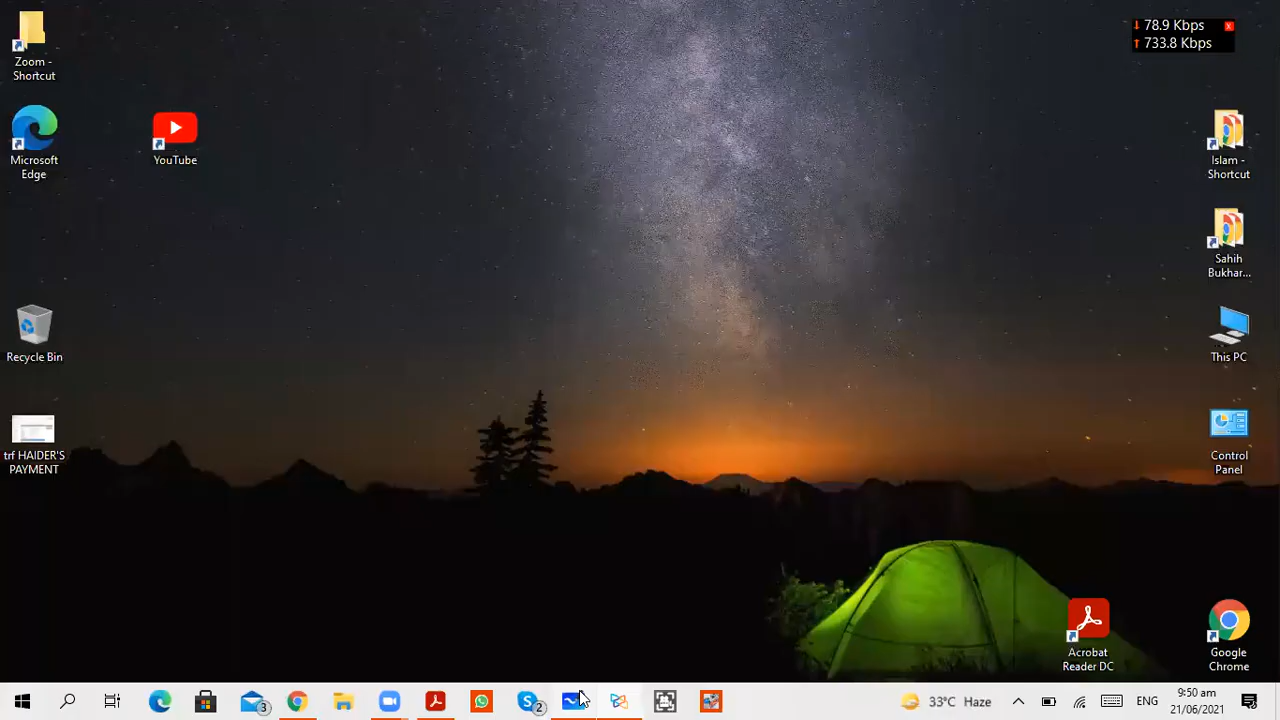 Zoom -
Shortcut
Microsoft
Edge
YouTube
Recycle Bin
trf HAIDER'S
PAYMENT
↓ 78.9 Kbps
x
↑ 733.8 Kbps
Islam -
Shortcut
Sahih
Bukhar...
This PC
Control
Panel
Acrobat
Reader DC
Google
Chrome
3
2
33°C Haze
ENG
9:50 am
21/06/2021